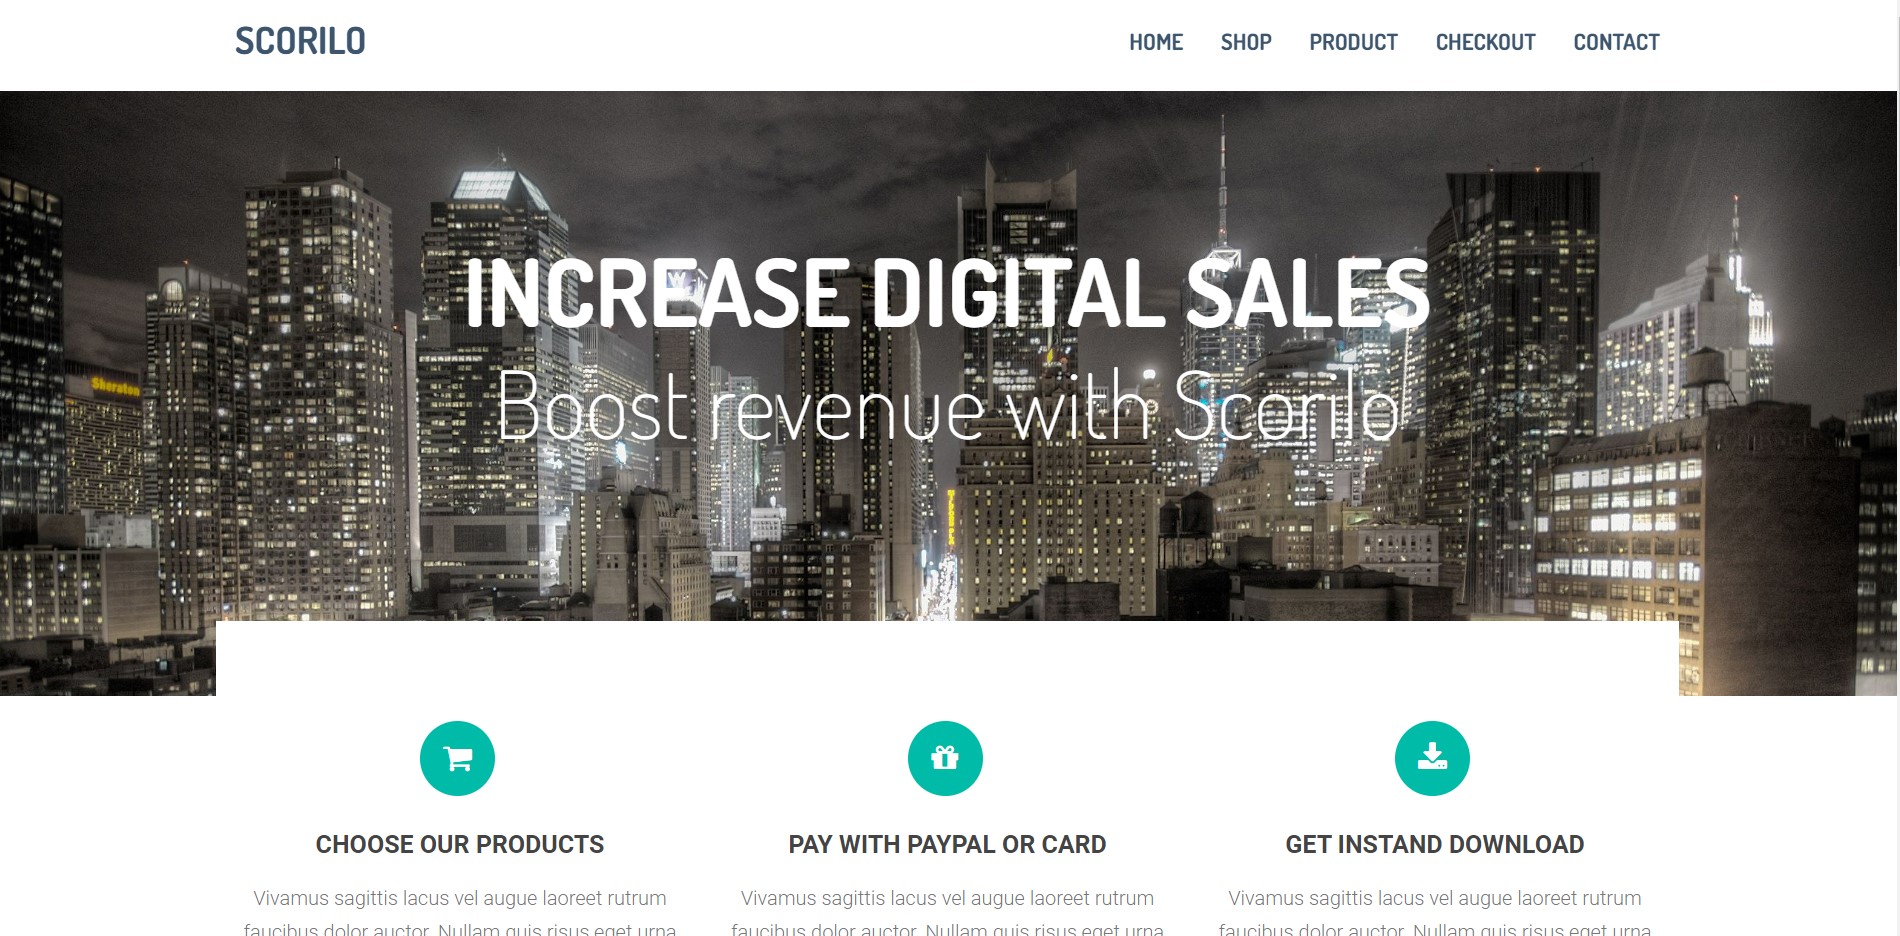 SCORILO
HOME SHOP PRODUCT CHECKOUT CONTACT
Sheraton
INCREASE DIGITAL SALES
Boost revenue with Scorilo
CHOOSE OUR PRODUCTS
Vivamus sagittis lacus vel augue laoreet rutrum
faucibus dolor auctor. Nullam quis risus eget urna
PAY WITH PAYPAL OR CARD
Vivamus sagittis lacus vel augue laoreet rutrum
faucibus dolor auctor. Nullam quis risus eget urna
GET INSTAND DOWNLOAD
Vivamus sagittis lacus vel augue laoreet rutrum
faucibus dolor auctor. Nullam quis risus eget urna